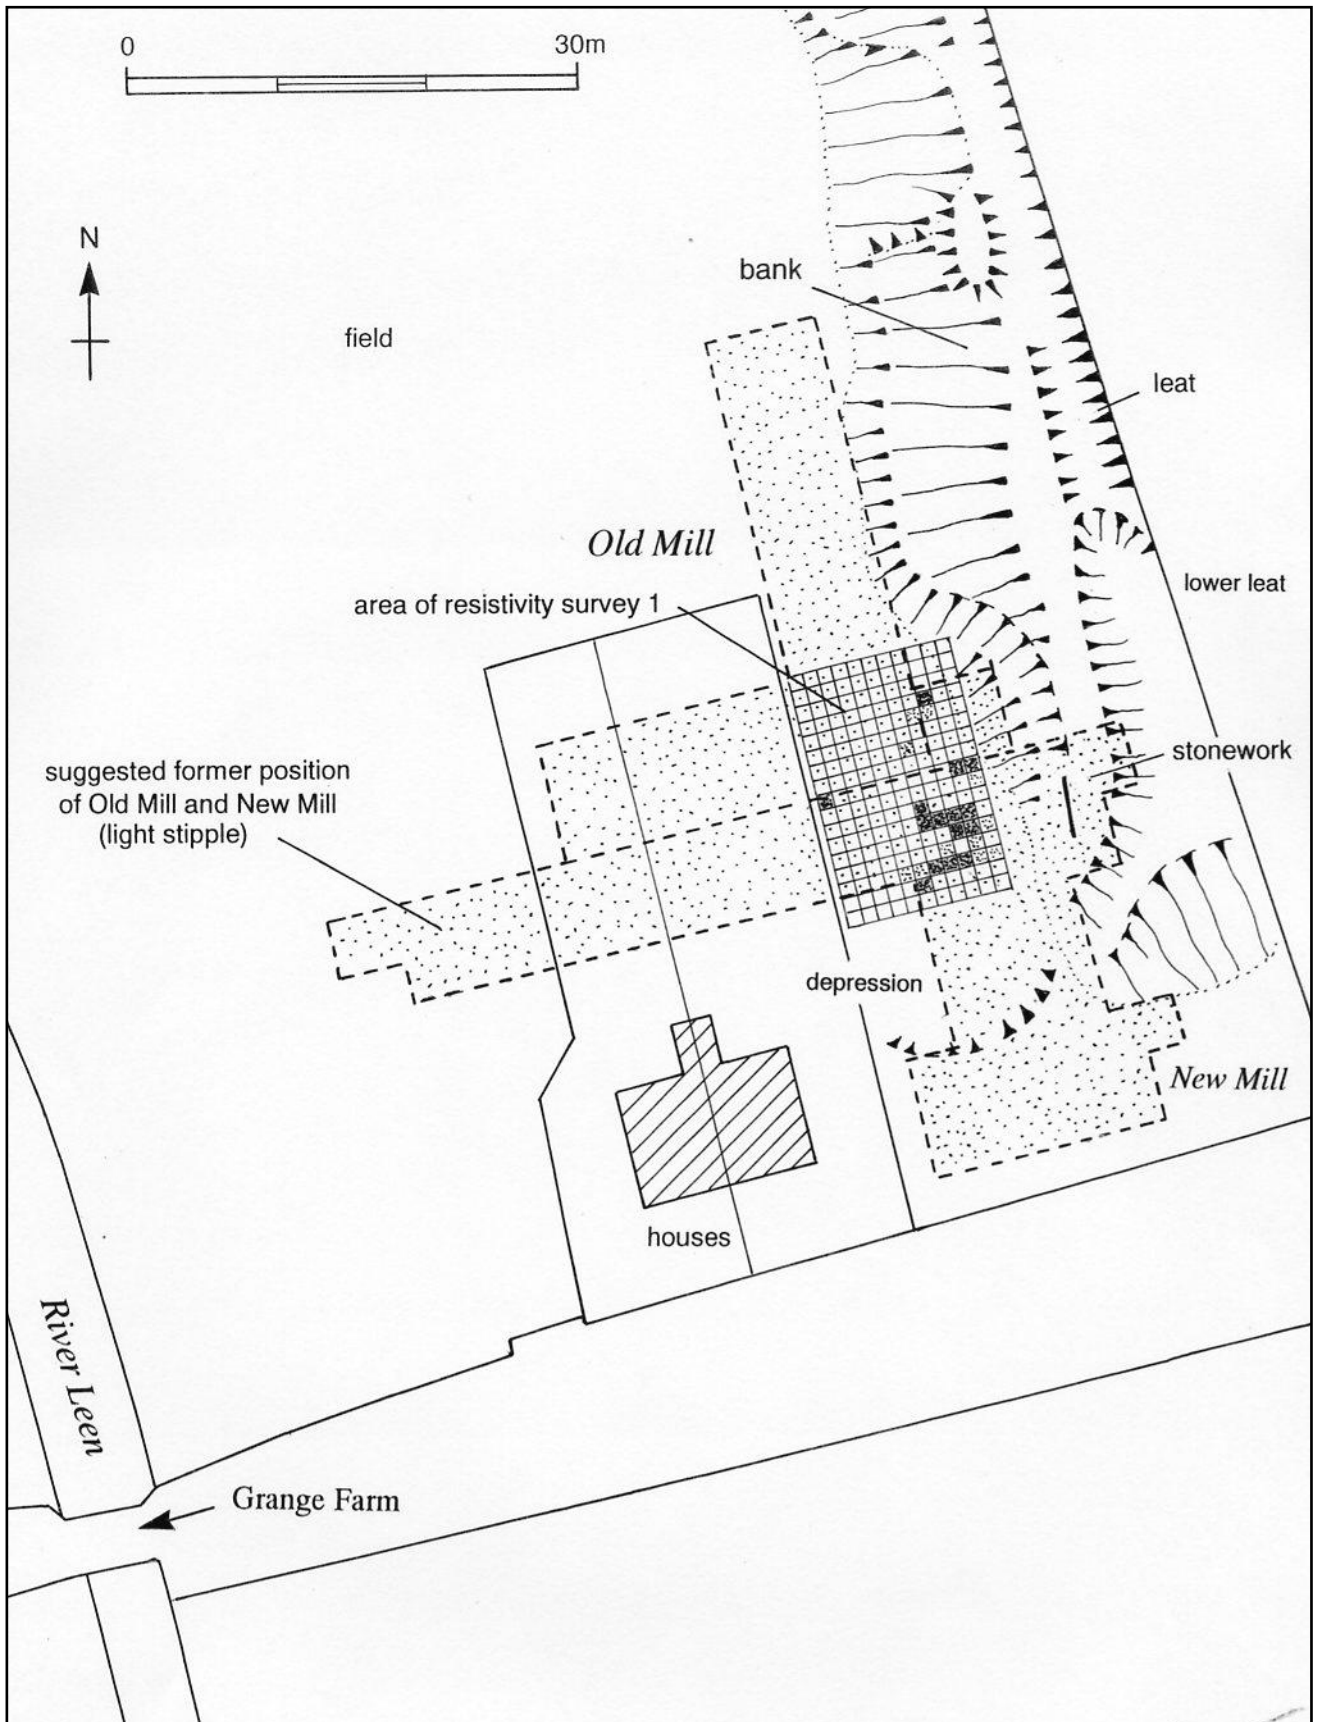 0 30m
N
bank
field
leat
Old Mill
lower leat
area of resistivity survey 1
stonework
suggested former position
of Old Mill and New Mill
(light stipple)
depression
New Mill
houses
River Leen
Grange Farm